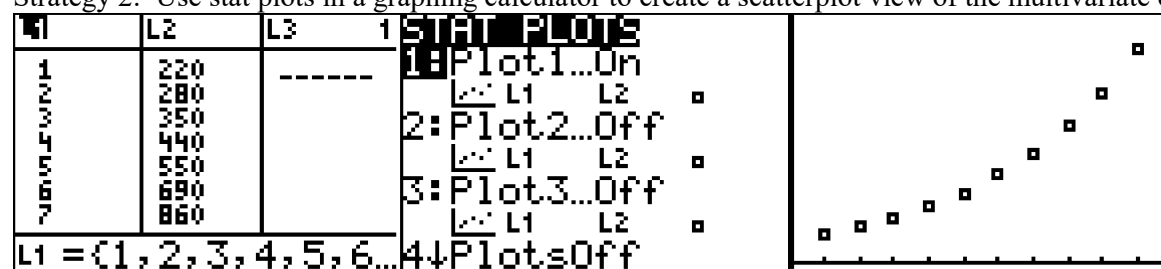 Strategy 2. Use stat plots in a graphing calculator to create a scatterplot view of the multivariate
L1 L2 L3 1
1 220 ------
2 280
3 350
4 440
5 550
6 690
7 860
L1 ={1,2,3,4,5,6...
STAT PLOTS
1:Plot1...On
L1 L2
2:Plot2...Off
L1 L2
3:Plot3...Off
L1 L2
4↓PlotsOff